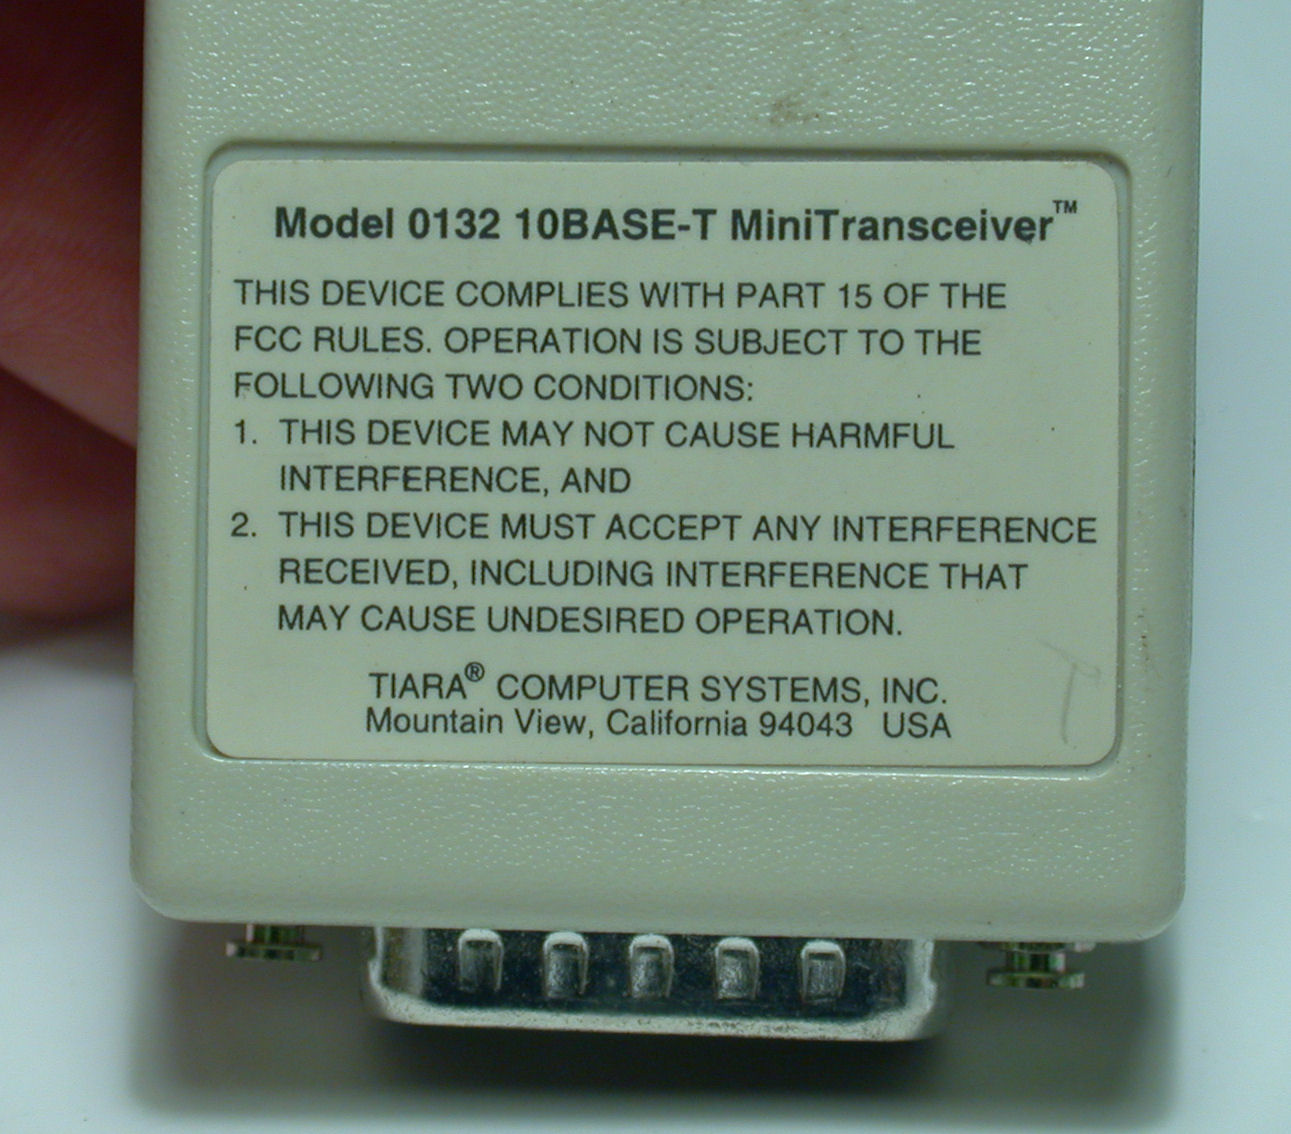 Model 0132 10BASE-T MiniTransceiver™
THIS DEVICE COMPLIES WITH PART 15 OF THE
FCC RULES. OPERATION IS SUBJECT TO THE
FOLLOWING TWO CONDITIONS:
1. THIS DEVICE MAY NOT CAUSE HARMFUL
INTERFERENCE, AND
2. THIS DEVICE MUST ACCEPT ANY INTERFERENCE
RECEIVED, INCLUDING INTERFERENCE THAT
MAY CAUSE UNDESIRED OPERATION.
TIARA® COMPUTER SYSTEMS, INC.
Mountain View, California 94043 USA